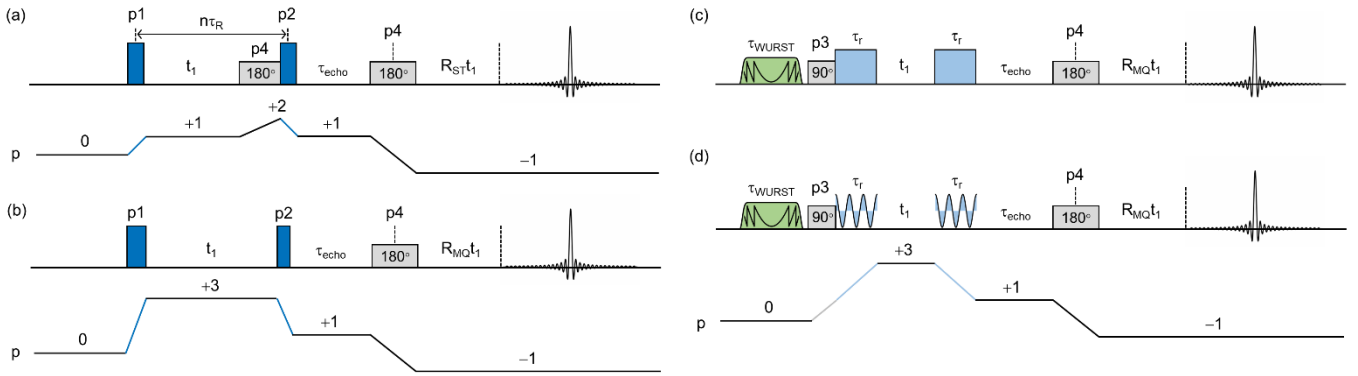 (a)
p1
nτR
p2
p4
t1
180°
τecho
p4
180°
RSTt1
p
0
+1
+2
+1
−1
(b)
p1
t1
p2
τecho
p4
180°
RMQt1
p
0
+3
+1
−1
(c)
τWURST
p3
90°
τr
t1
τr
τecho
p4
180°
RMQt1
(d)
τWURST
p3
90°
τr
t1
τr
τecho
p4
180°
RMQt1
p
0
+3
+1
−1